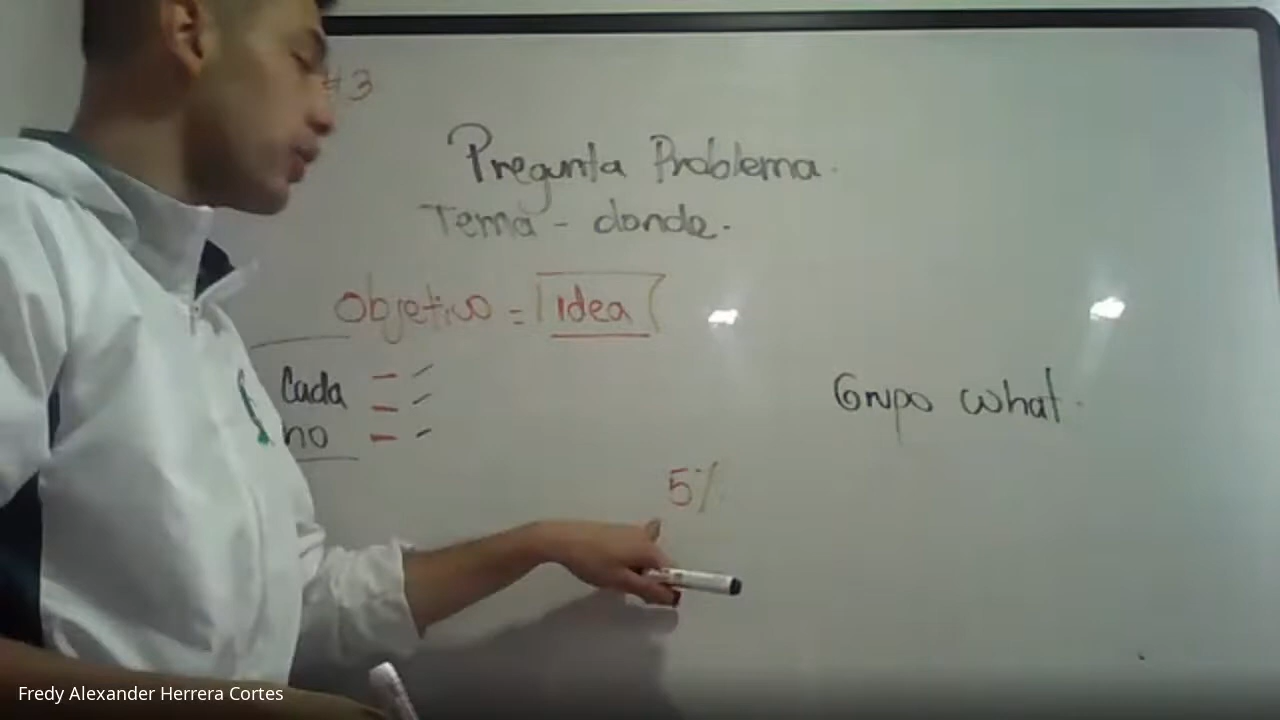 #3
Pregunta Problema.
Tema - donde.
Objetivo = idea
Cada
no
5%
Grupo what.
Fredy Alexander Herrera Cortes